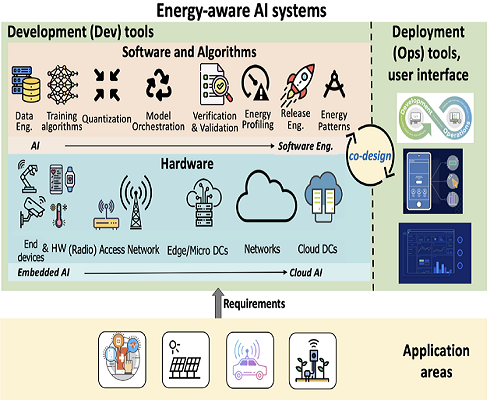 Energy-aware AI systems
Development (Dev) tools
Software and Algorithms
Data
Eng.
Training
algorithms
Quantization
Model
Orchestration
Verification
& Validation
Energy
Profiling
Release
Eng.
Energy
Patterns
AI
Software Eng.
co-design
Hardware
End
devices
& HW
(Radio) Access Network
Edge/Micro DCs
Networks
Cloud DCs
Embedded AI
Cloud AI
Deployment
(Ops) tools,
user interface
Development
Operations
Requirements
Application
areas